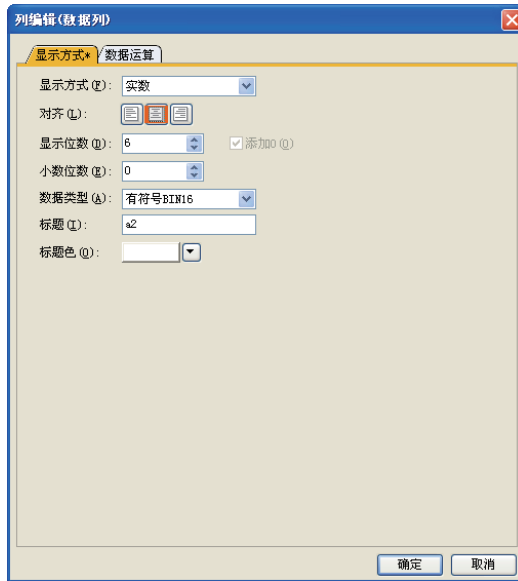 列编辑(数据列)
显示方式* 数据运算
显示方式(F): 实数
对齐(L):
显示位数(D): 6 添加0(O)
小数位数(E): 0
数据类型(A): 有符号BIN16
标题(I): a2
标题色(O):
确定 取消